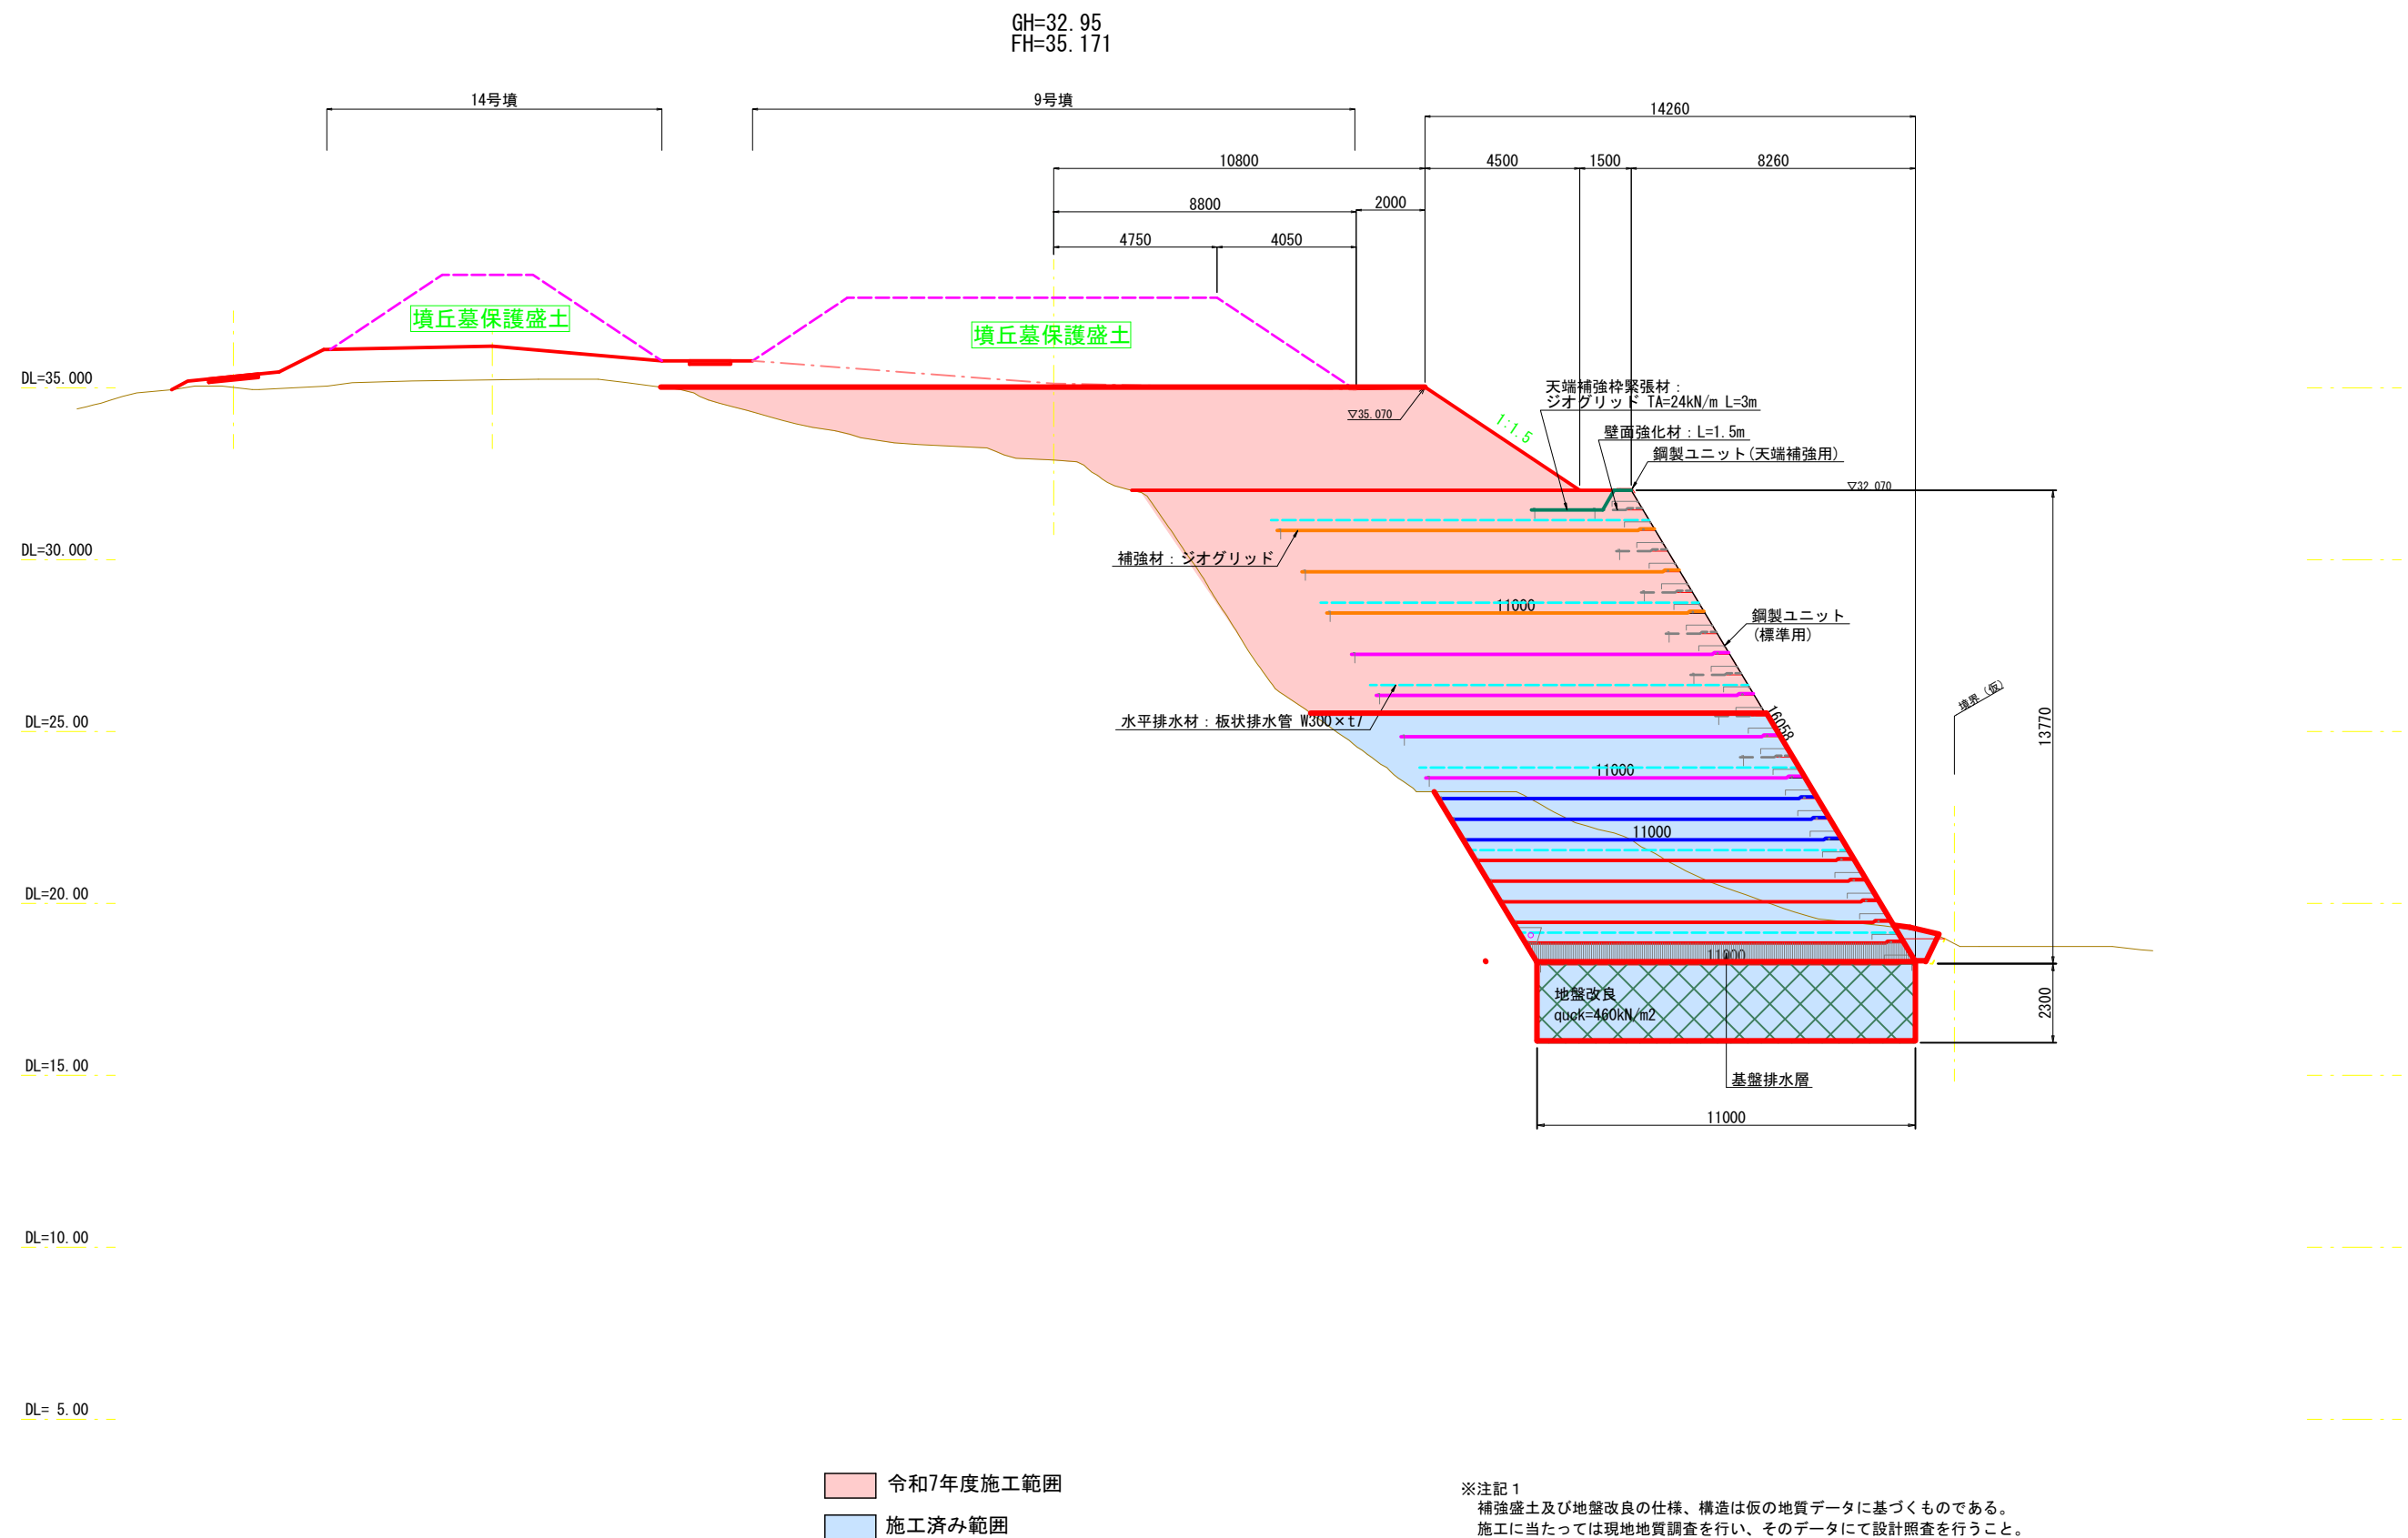 GH=32.95
FH=35.171
14号墳
9号墳
14260
10800
4500
1500
8260
8800
2000
4750
4050
墳丘墓保護盛土
墳丘墓保護盛土
DL=35.000
▽35.070
1:1.5
天端補強枠緊張材：
ジオグリッド TA=24kN/m L=3m
壁面強化材：L=1.5m
鋼製ユニット(天端補強用)
▽32.070
DL=30.000
補強材：ジオグリッド
11000
鋼製ユニット
(標準用)
境界（仮）
DL=25.00
水平排水材：板状排水管 W300×t7
16058
13770
11000
11000
DL=20.00
11000
地盤改良
quck=460kN/m2
2300
DL=15.00
基盤排水層
11000
DL=10.00
DL= 5.00
令和7年度施工範囲
施工済み範囲
※注記１
補強盛土及び地盤改良の仕様、構造は仮の地質データに基づくものである。
施工に当たっては現地地質調査を行い、そのデータにて設計照査を行うこと。